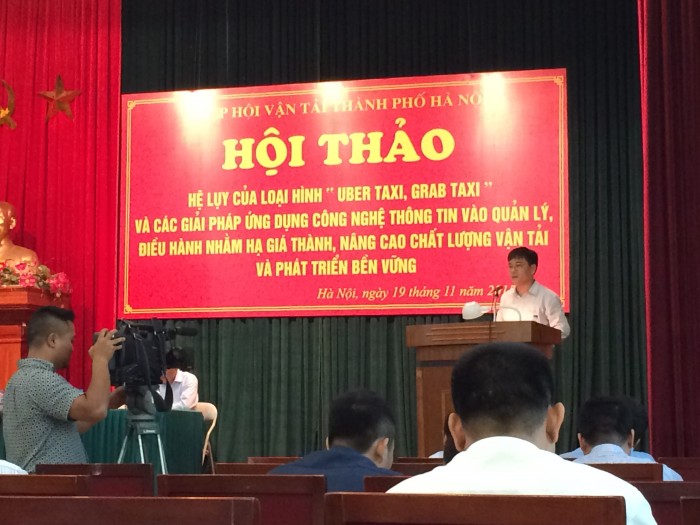 HỘI VẬN TẢI THÀNH PHỐ HÀ NỘI
HỘI THẢO
HỆ LỤY CỦA LOẠI HÌNH " UBER TAXI, GRAB TAXI "
VÀ CÁC GIẢI PHÁP ỨNG DỤNG CÔNG NGHỆ THÔNG TIN VÀO QUẢN LÝ,
ĐIỀU HÀNH NHẰM HẠ GIÁ THÀNH, NÂNG CAO CHẤT LƯỢNG VẬN TẢI
VÀ PHÁT TRIỂN BỀN VỮNG
Hà Nội, ngày 19 tháng 11 năm